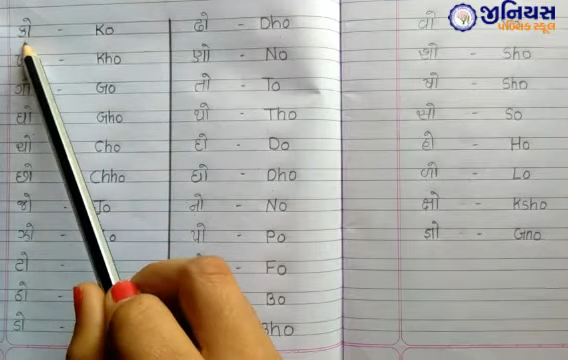 જીનિયસ
પબ્લિક સ્કૂલ
કો - Ko
- Kho
ગો - Go
ઘો Gho
ચો - Cho
છો - Chho
જો - Jo
ઝો -
ટો -
ઠો -
ડો -
ઢો - Dho
ણો - No
તો - To
થો - Tho
દો - Do
ધો - Dho
નો - No
પો - Po
Fo
Bo
Bho
વો -
શો - Sho
ષો - Sho
સો - So
હો - Ho
ળો - Lo
ક્ષો - Ksho
જ્ઞો - Gno